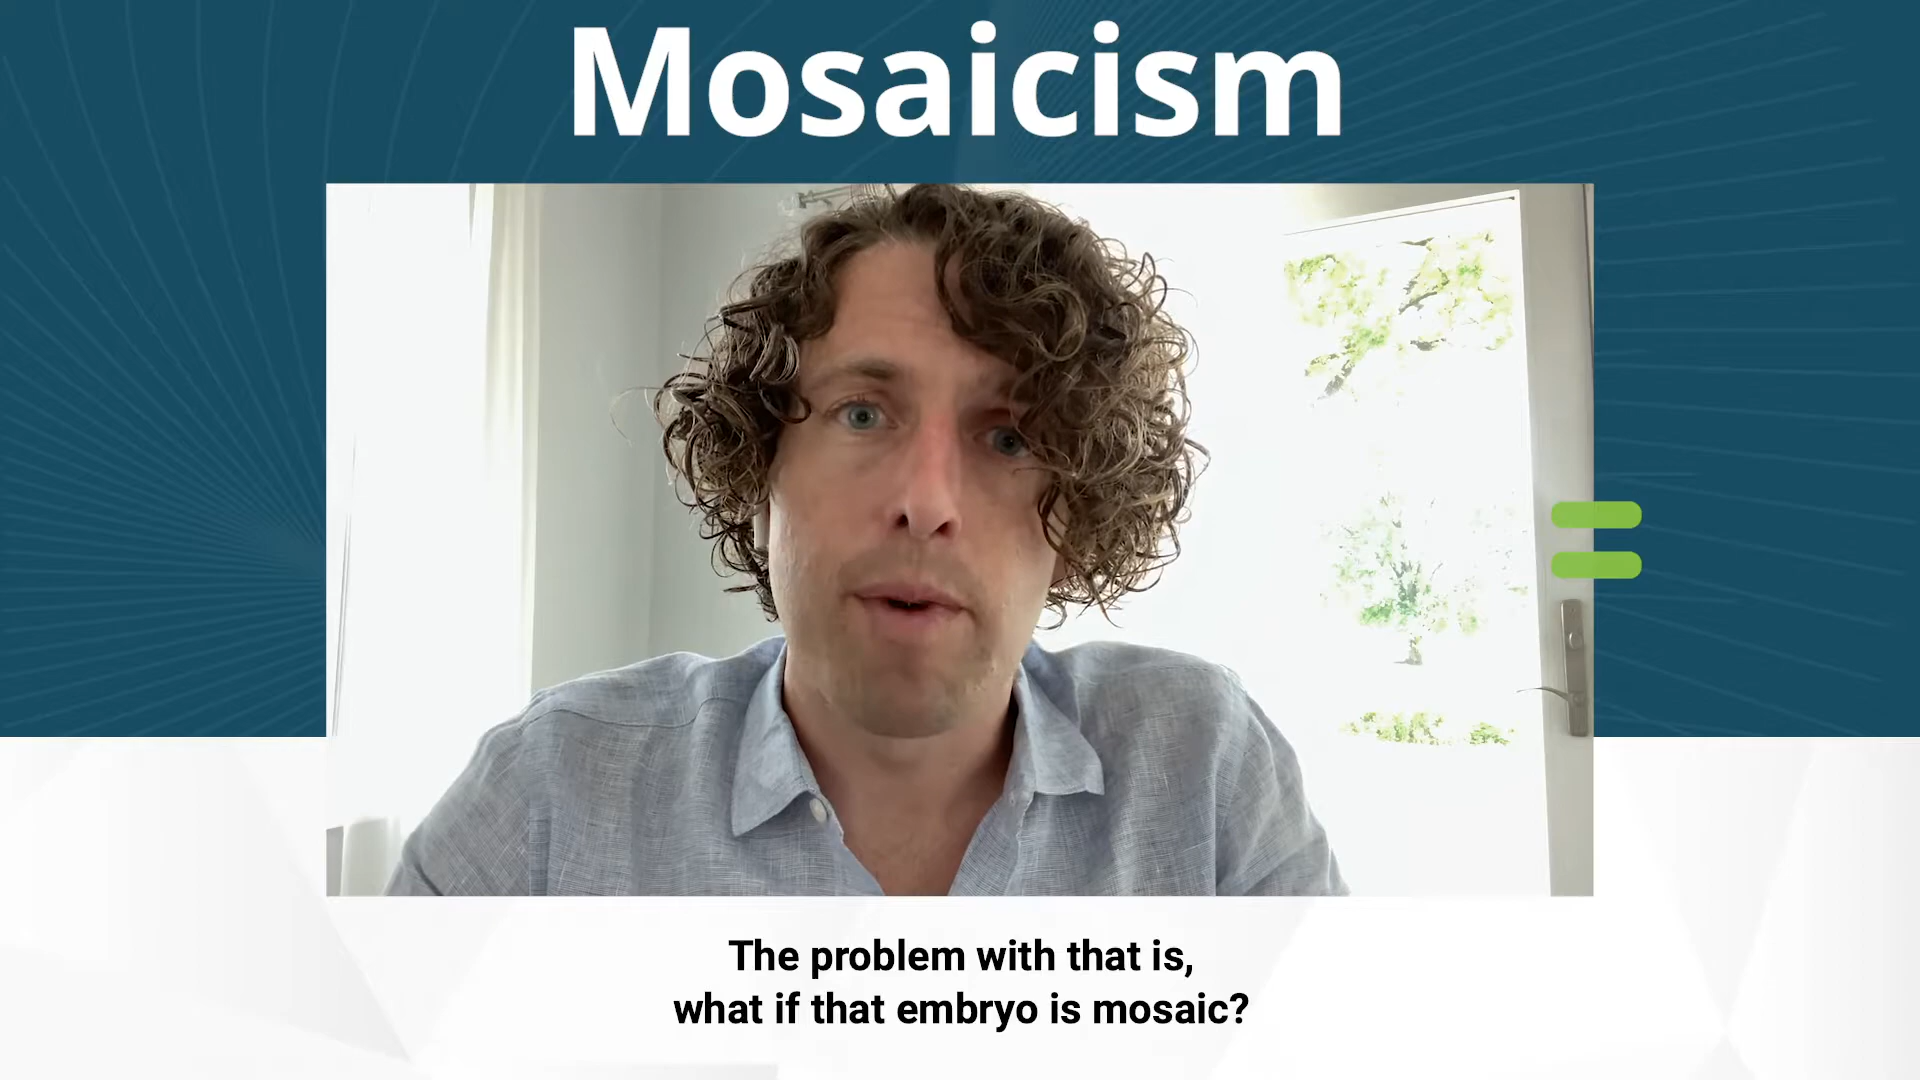 Mosaicism
The problem with that is,
what if that embryo is mosaic?